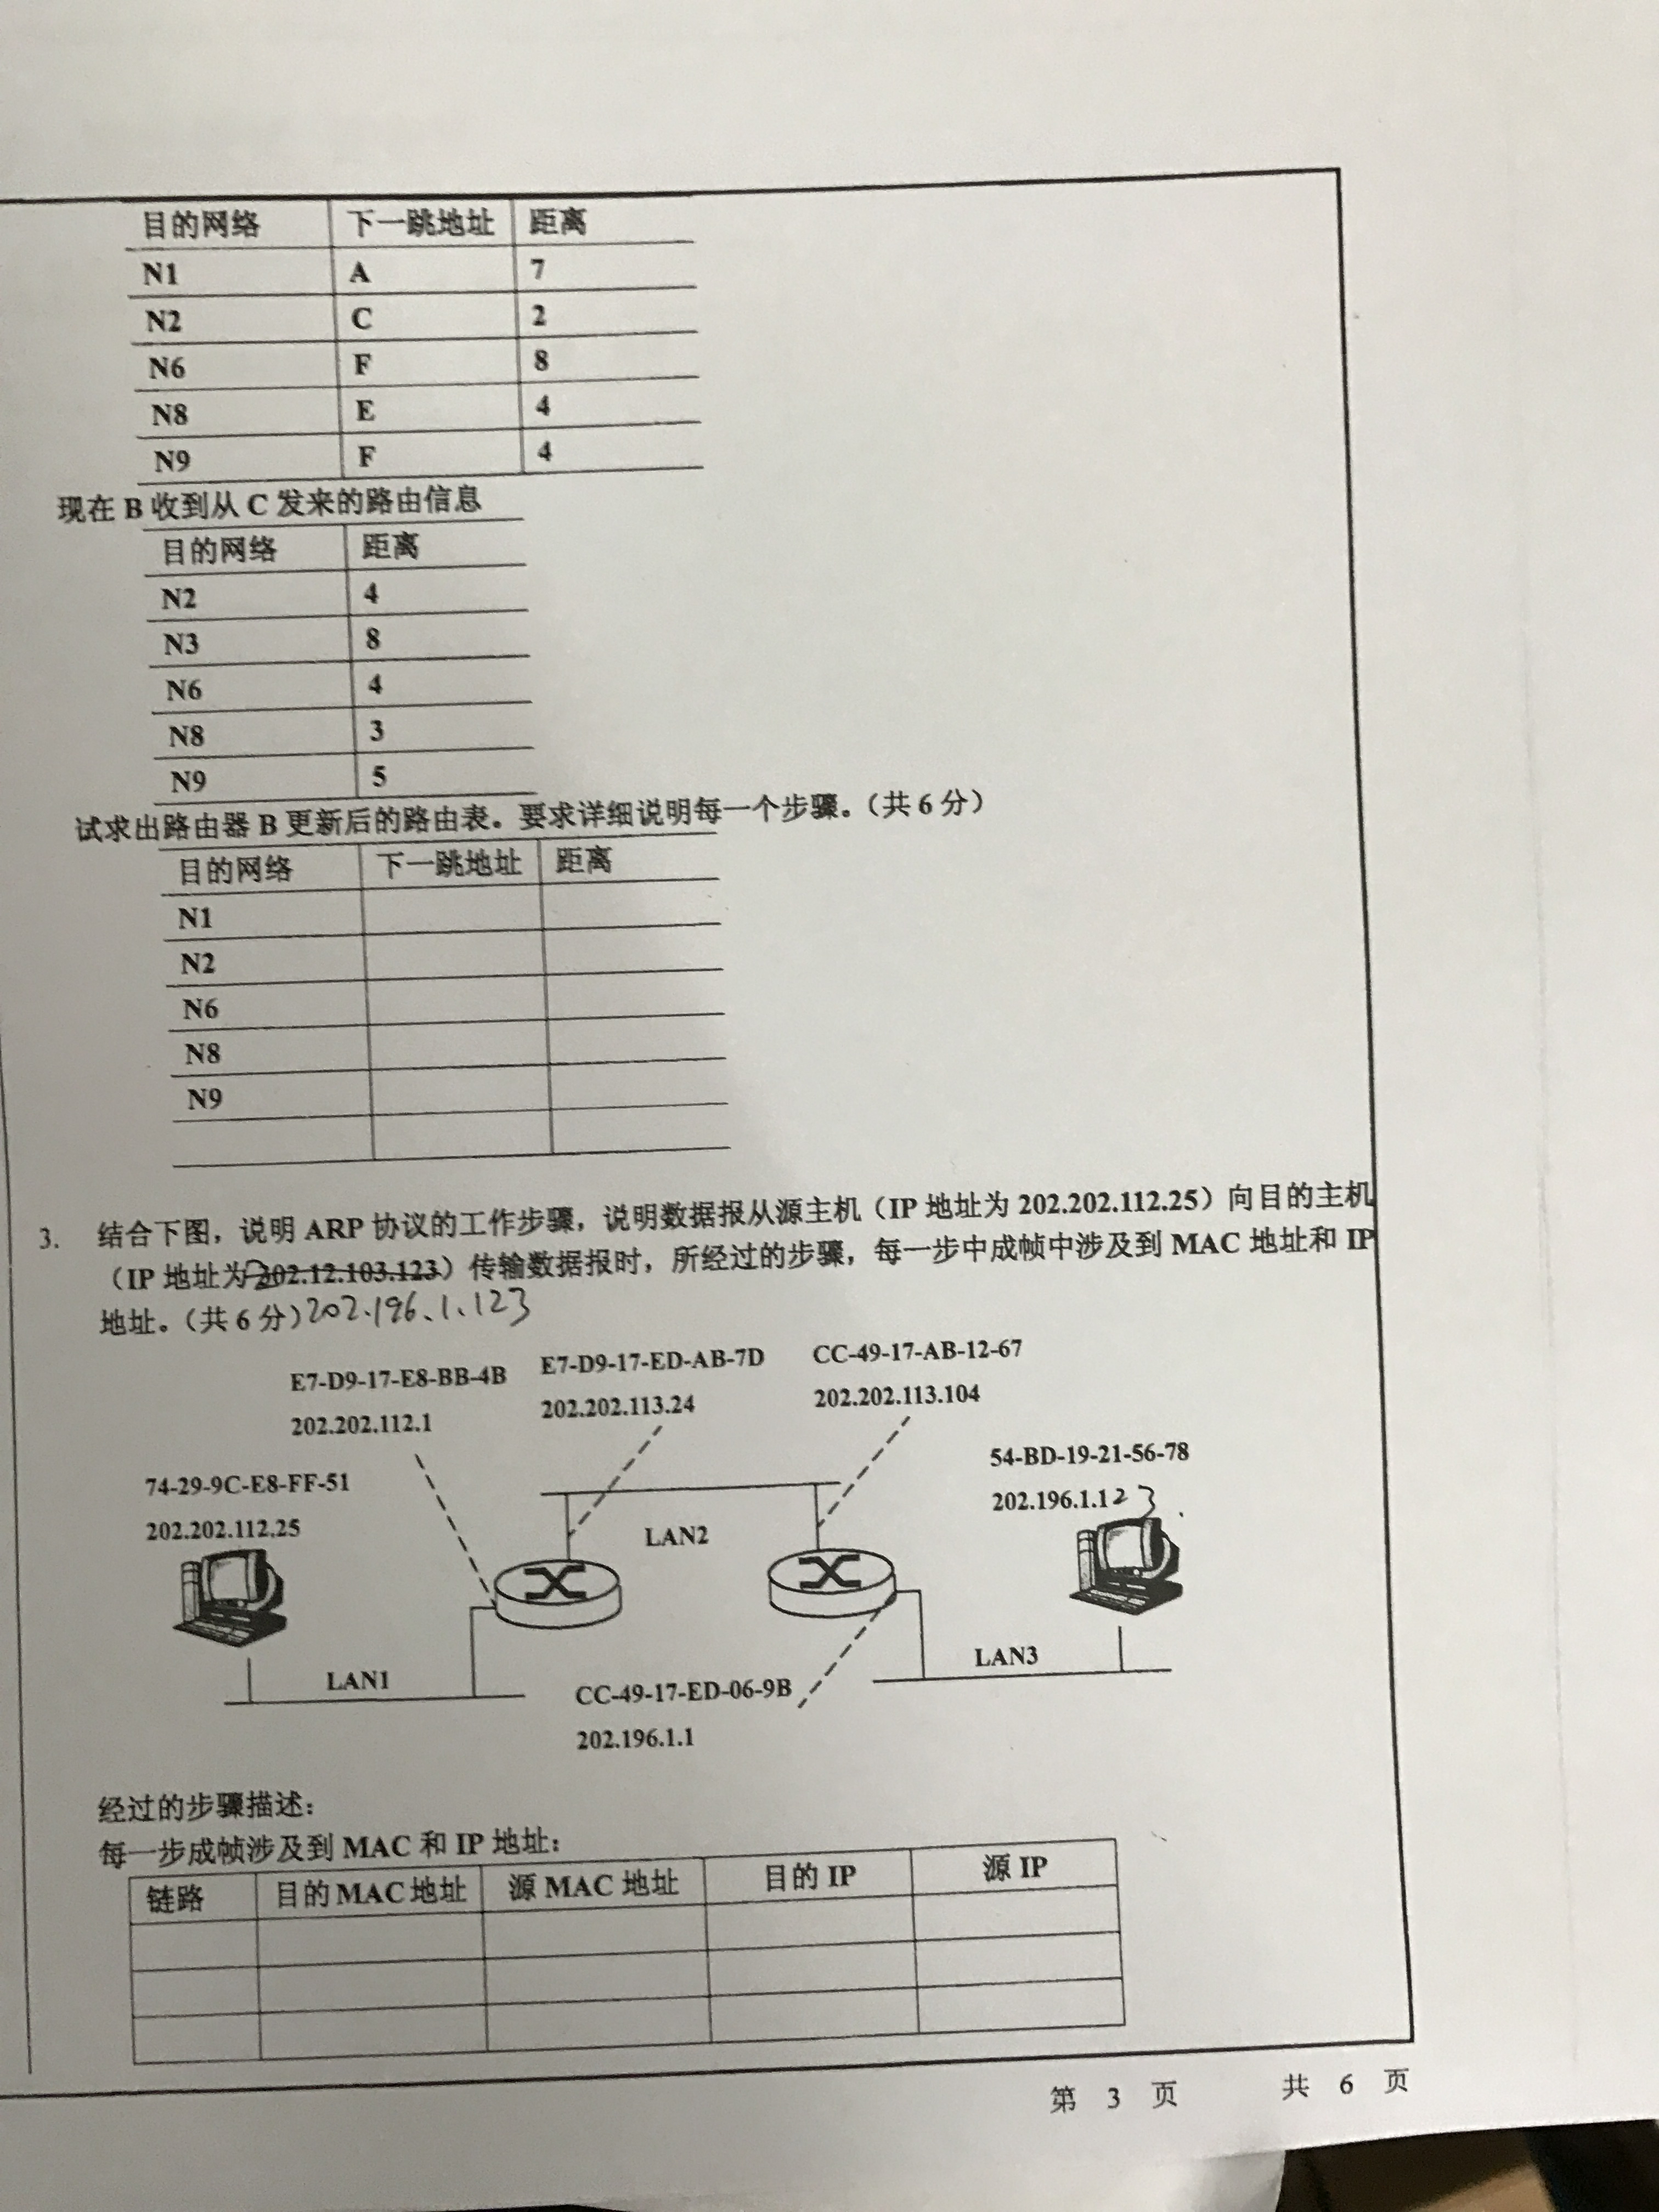 目的网络 下一跳地址 距离
N1 A 7
N2 C 2
N6 F 8
N8 E 4
N9 F 4
现在 B 收到从 C 发来的路由信息
目的网络 距离
N2 4
N3 8
N6 4
N8 3
N9 5
试求出路由器 B 更新后的路由表。要求详细说明每一个步骤。（共 6 分）
目的网络 下一跳地址 距离
N1
N2
N6
N8
N9
3. 结合下图，说明 ARP 协议的工作步骤，说明数据报从源主机（IP 地址为 202.202.112.25）向目的主机
（IP 地址为 202.12.103.123）传输数据报时，所经过的步骤，每一步中成帧中涉及到 MAC 地址和 IP
地址。（共 6 分）202.196.1.123
E7-D9-17-E8-BB-4B E7-D9-17-ED-AB-7D CC-49-17-AB-12-67
202.202.112.1 202.202.113.24 202.202.113.104
74-29-9C-E8-FF-51 54-BD-19-21-56-78
202.202.112.25 202.196.1.123
LAN2
LAN1 LAN3
CC-49-17-ED-06-9B
202.196.1.1
经过的步骤描述：
每一步成帧涉及到 MAC 和 IP 地址：
链路 目的 MAC 地址 源 MAC 地址 目的 IP 源 IP
第 3 页 共 6 页